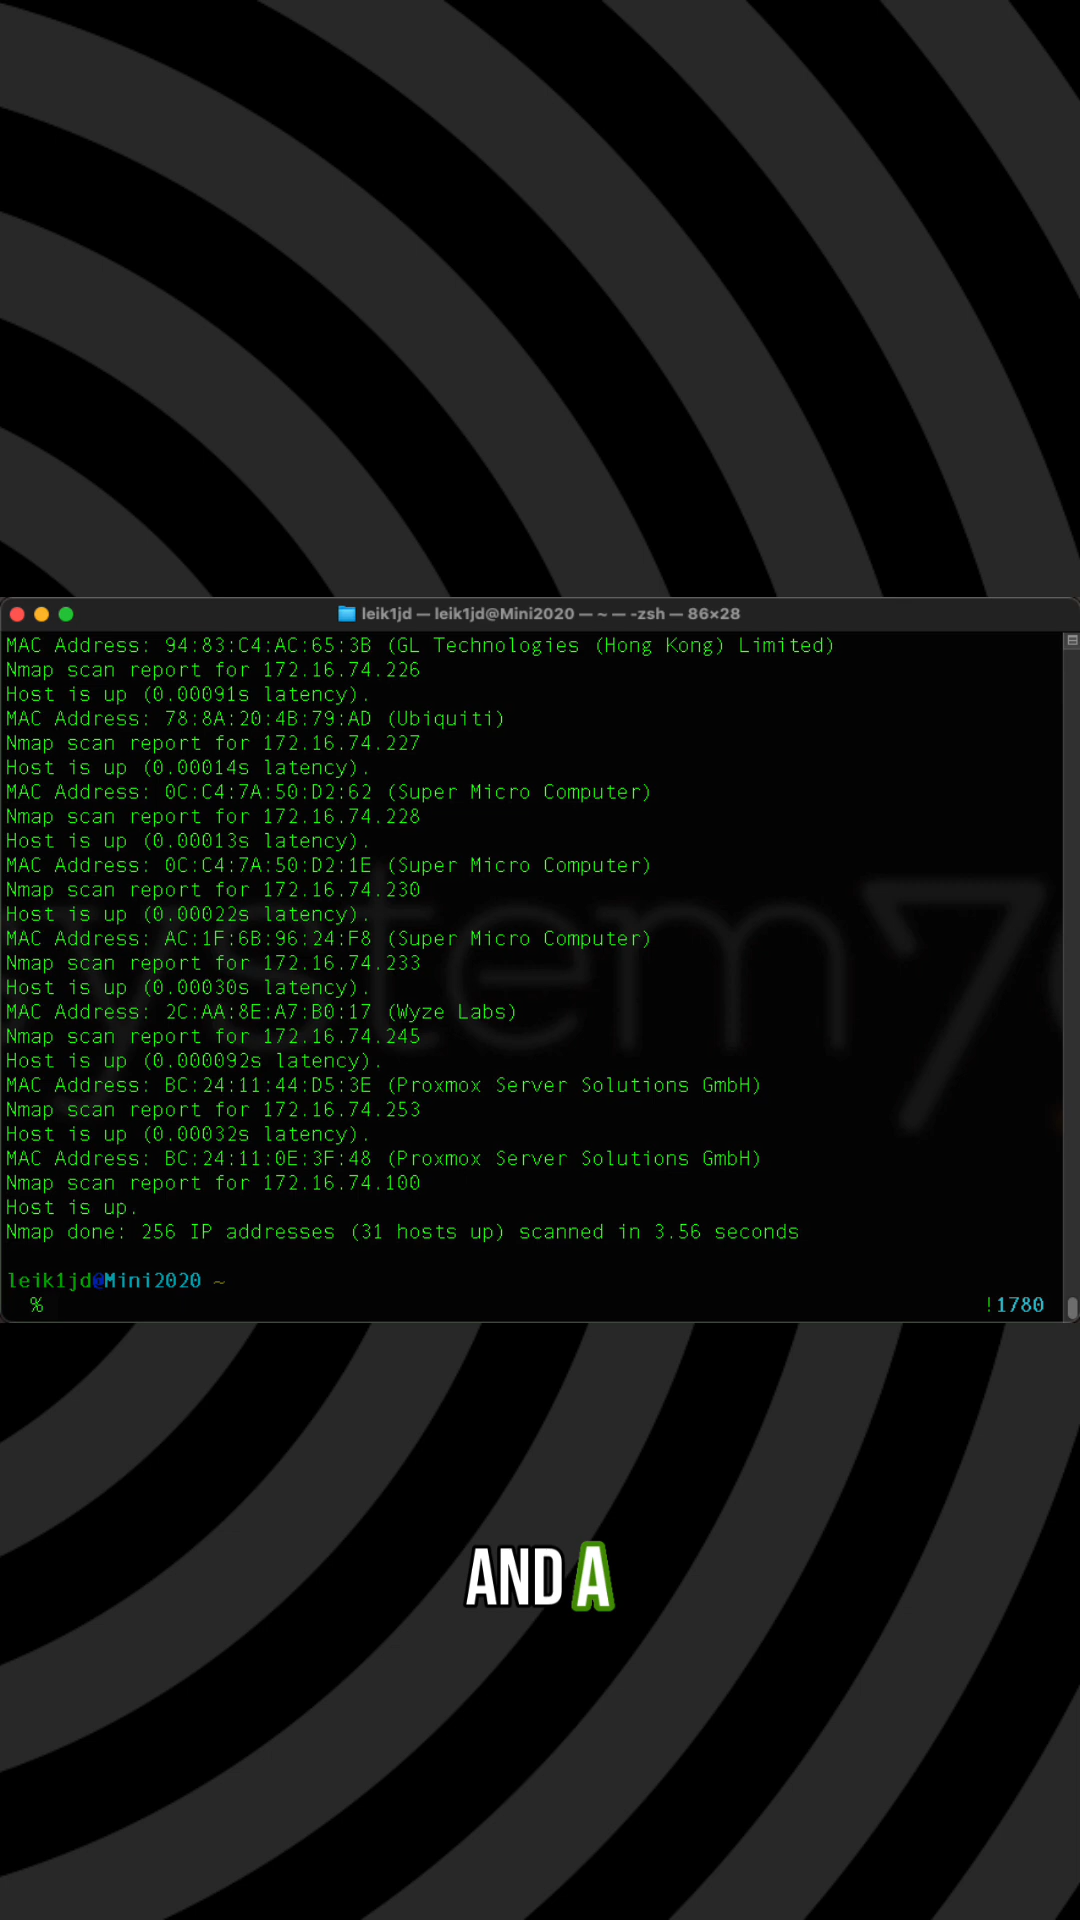 leik1jd — leik1jd@Mini2020 — ~ — -zsh — 86×28
MAC Address: 94:83:C4:AC:65:3B (GL Technologies (Hong Kong) Limited)
Nmap scan report for 172.16.74.226
Host is up (0.00091s latency).
MAC Address: 78:8A:20:4B:79:AD (Ubiquiti)
Nmap scan report for 172.16.74.227
Host is up (0.00014s latency).
MAC Address: 0C:C4:7A:50:D2:62 (Super Micro Computer)
Nmap scan report for 172.16.74.228
Host is up (0.00013s latency).
MAC Address: 0C:C4:7A:50:D2:1E (Super Micro Computer)
Nmap scan report for 172.16.74.230
Host is up (0.00022s latency).
MAC Address: AC:1F:6B:96:24:F8 (Super Micro Computer)
Nmap scan report for 172.16.74.233
Host is up (0.00030s latency).
MAC Address: 2C:AA:8E:A7:B0:17 (Wyze Labs)
Nmap scan report for 172.16.74.245
Host is up (0.000092s latency).
MAC Address: BC:24:11:44:D5:3E (Proxmox Server Solutions GmbH)
Nmap scan report for 172.16.74.253
Host is up (0.00032s latency).
MAC Address: BC:24:11:0E:3F:48 (Proxmox Server Solutions GmbH)
Nmap scan report for 172.16.74.100
Host is up.
Nmap done: 256 IP addresses (31 hosts up) scanned in 3.56 seconds
leik1jd@Mini2020 ~
% !1780
AND A